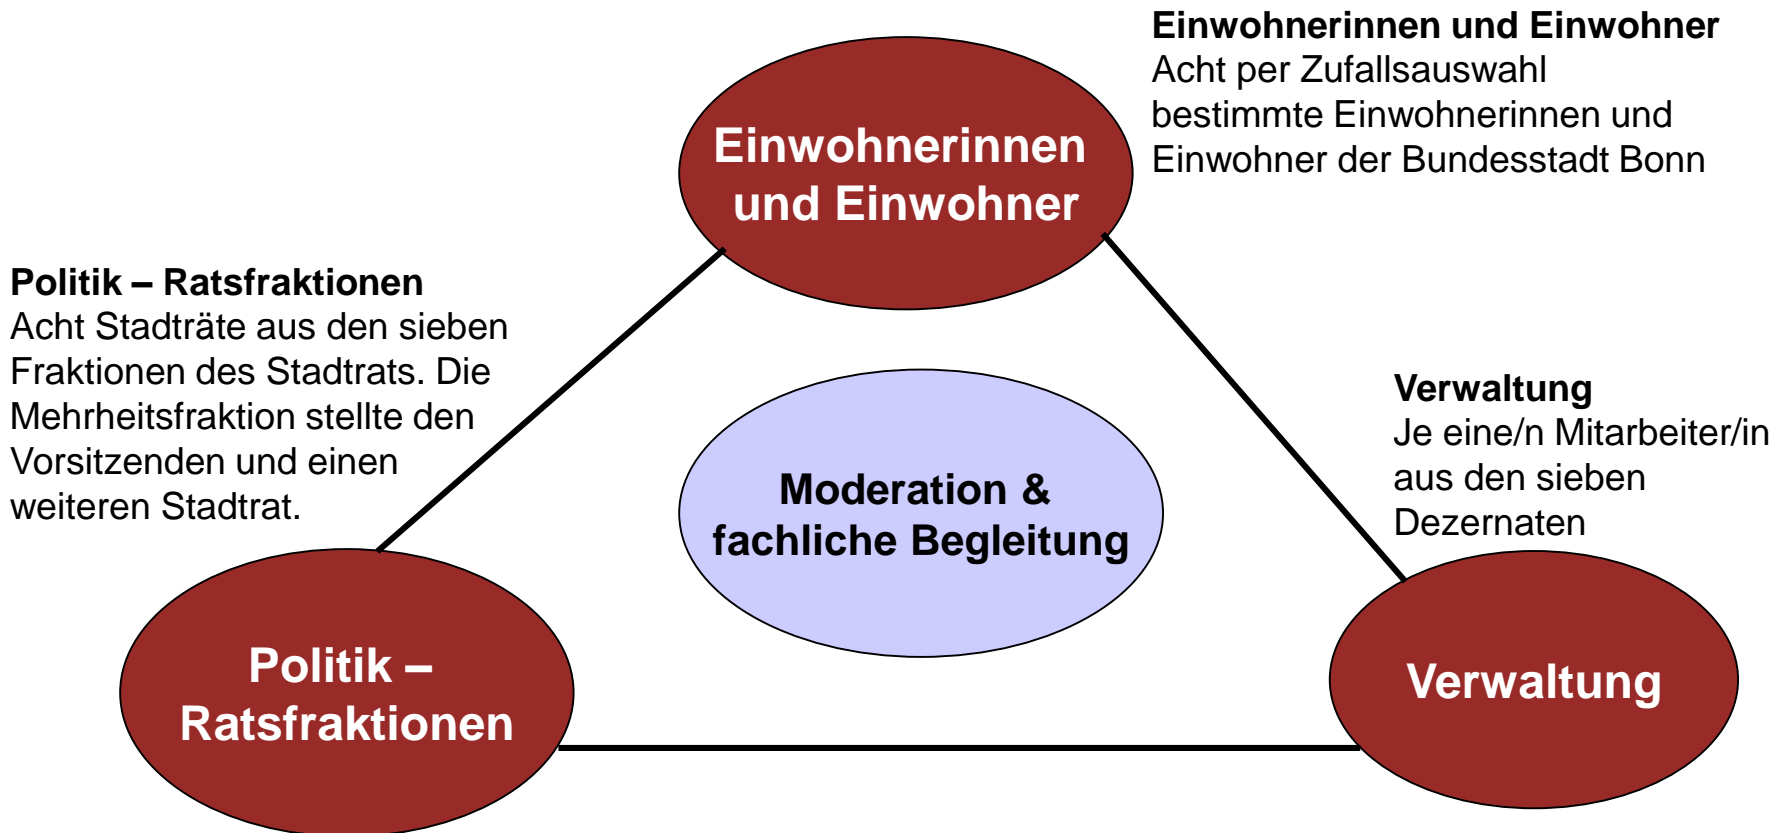 Einwohnerinnen und Einwohner
Acht per Zufallsauswahl
bestimmte Einwohnerinnen und
Einwohner der Bundesstadt Bonn
Einwohnerinnen
und Einwohner
Politik – Ratsfraktionen
Acht Stadträte aus den sieben
Fraktionen des Stadtrats. Die
Mehrheitsfraktion stellte den
Vorsitzenden und einen
weiteren Stadtrat.
Verwaltung
Je eine/n Mitarbeiter/in
aus den sieben
Dezernaten
Moderation &
fachliche Begleitung
Politik –
Ratsfraktionen
Verwaltung